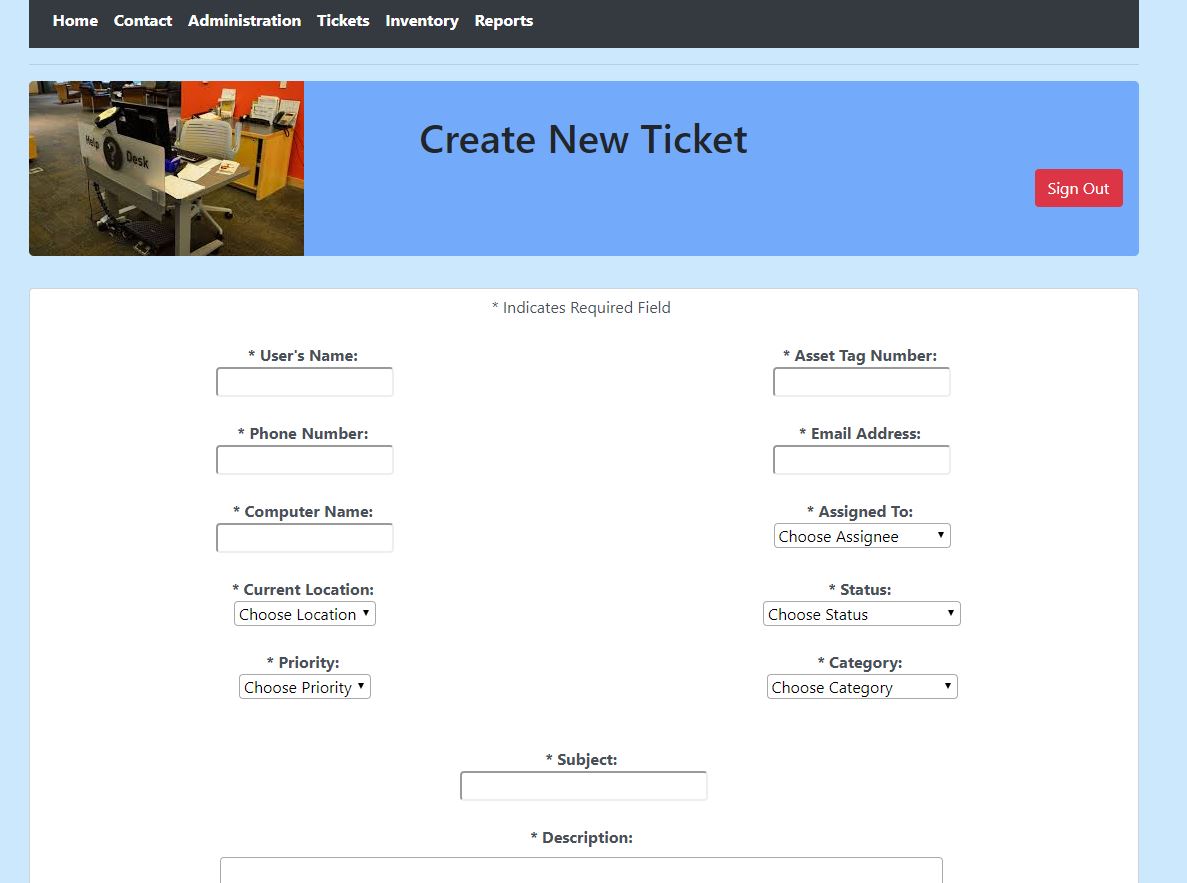 Home Contact Administration Tickets Inventory Reports
Help ? Desk
Create New Ticket
Sign Out
* Indicates Required Field
* User's Name: * Asset Tag Number:
* Phone Number: * Email Address:
* Computer Name: * Assigned To:
Choose Assignee
* Current Location: * Status:
Choose Location Choose Status
* Priority: * Category:
Choose Priority Choose Category
* Subject:
* Description: